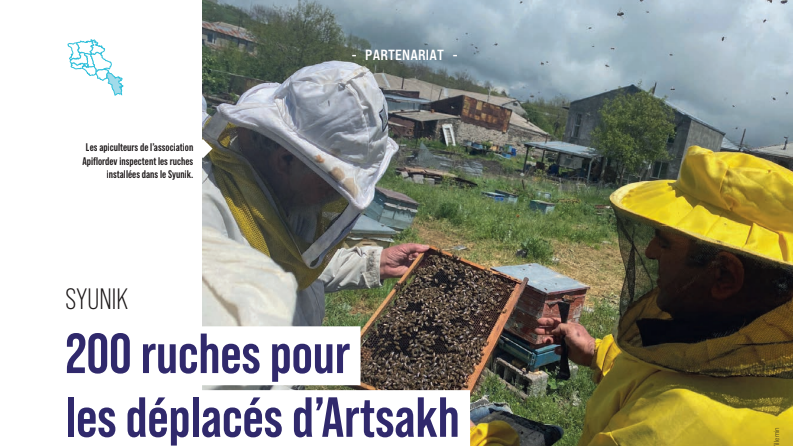 - PARTENARIAT -
Les apiculteurs de l'association
Apiflordev inspectent les ruches
installées dans le Syunik.
SYUNIK
200 ruches pour
les déplacés d'Artsakh